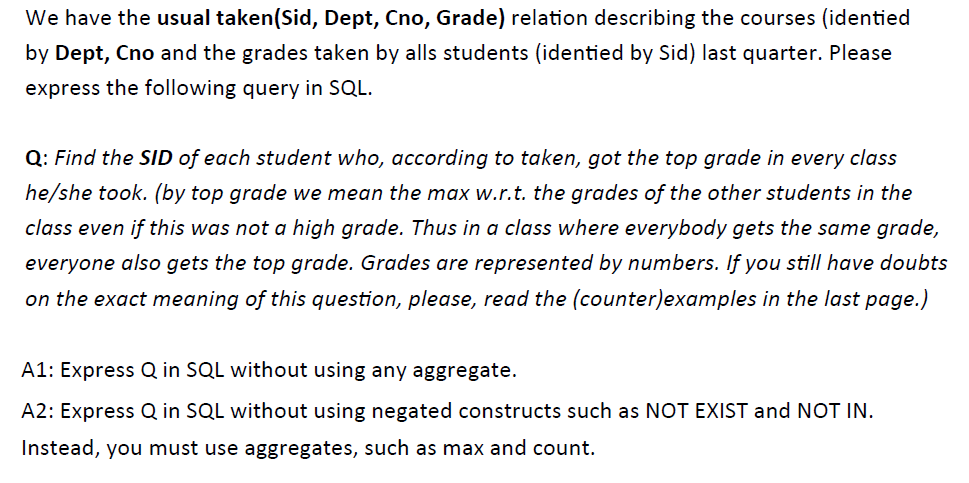 We have the usual taken(Sid, Dept, Cno, Grade) relation describing the courses (identied
by Dept, Cno and the grades taken by alls students (identied by Sid) last quarter. Please
express the following query in SQL.
Q: Find the SID of each student who, according to taken, got the top grade in every class
he/she took. (by top grade we mean the max w.r.t. the grades of the other students in the
class even if this was not a high grade. Thus in a class where everybody gets the same grade,
everyone also gets the top grade. Grades are represented by numbers. If you still have doubts
on the exact meaning of this question, please, read the (counter)examples in the last page.)
A1: Express Q in SQL without using any aggregate.
A2: Express Q in SQL without using negated constructs such as NOT EXIST and NOT IN.
Instead, you must use aggregates, such as max and count.